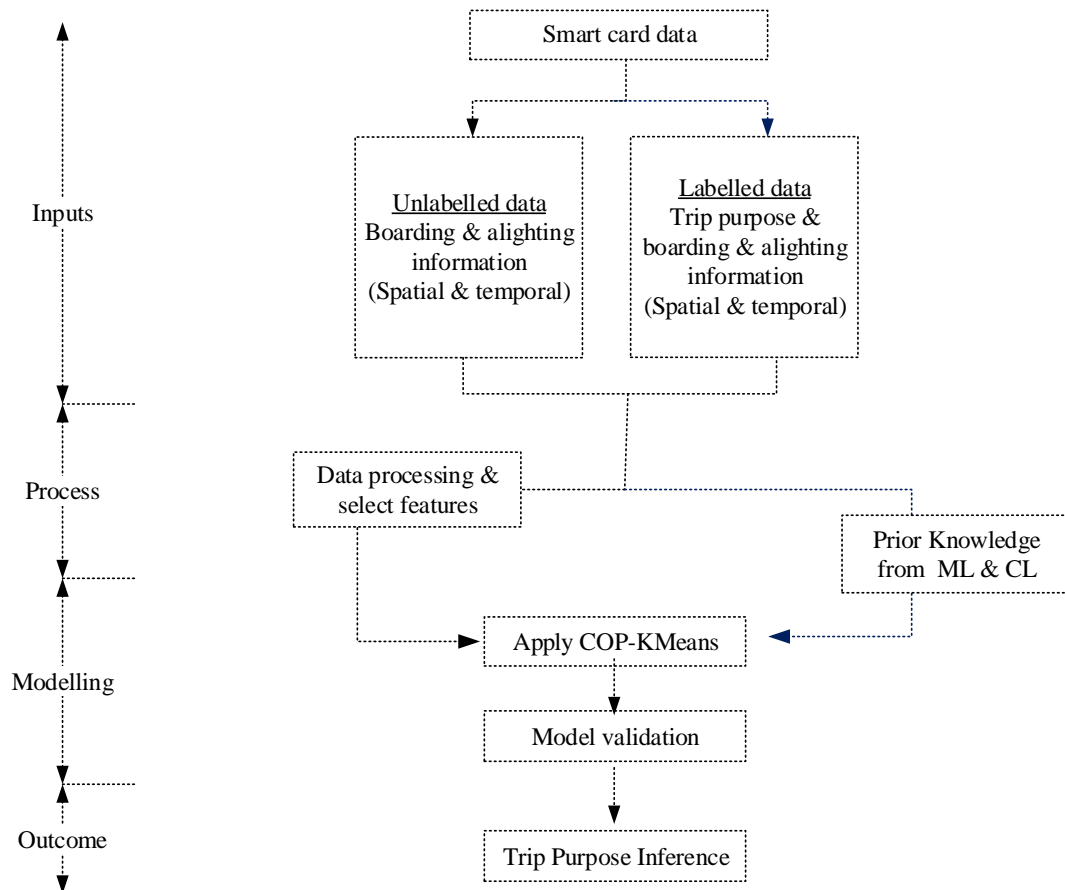 Smart card data
Inputs
Unlabelled data
Boarding & alighting
information
(Spatial & temporal)
Labelled data
Trip purpose &
boarding & alighting
information
(Spatial & temporal)
Process
Data processing &
select features
Prior Knowledge
from ML & CL
Modelling
Apply COP-KMeans
Model validation
Outcome
Trip Purpose Inference